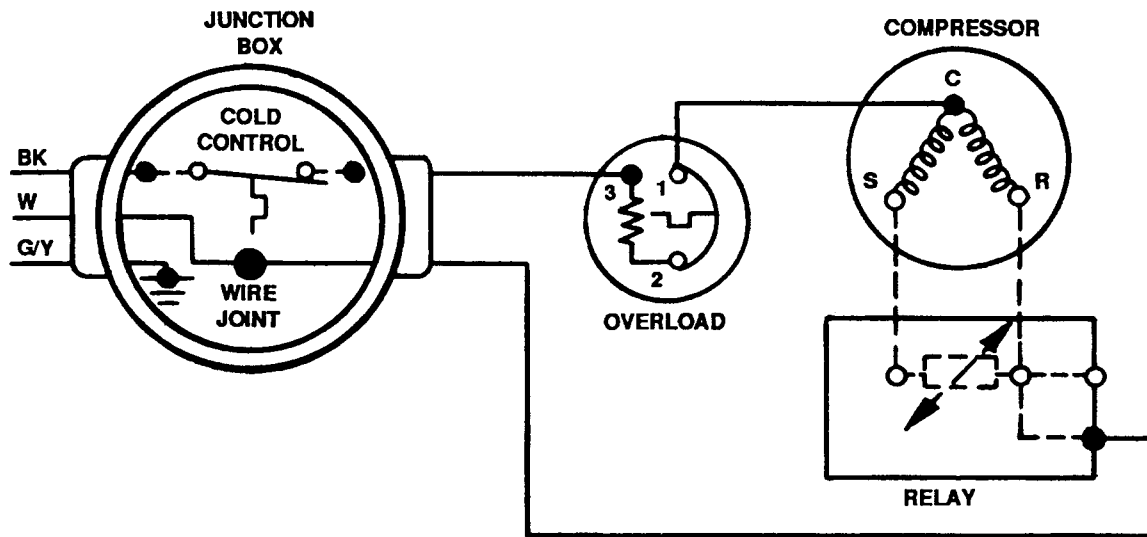 JUNCTION
BOX
COLD
CONTROL
BK
W
G/Y
WIRE
JOINT
3
1
2
OVERLOAD
COMPRESSOR
C
S
R
RELAY